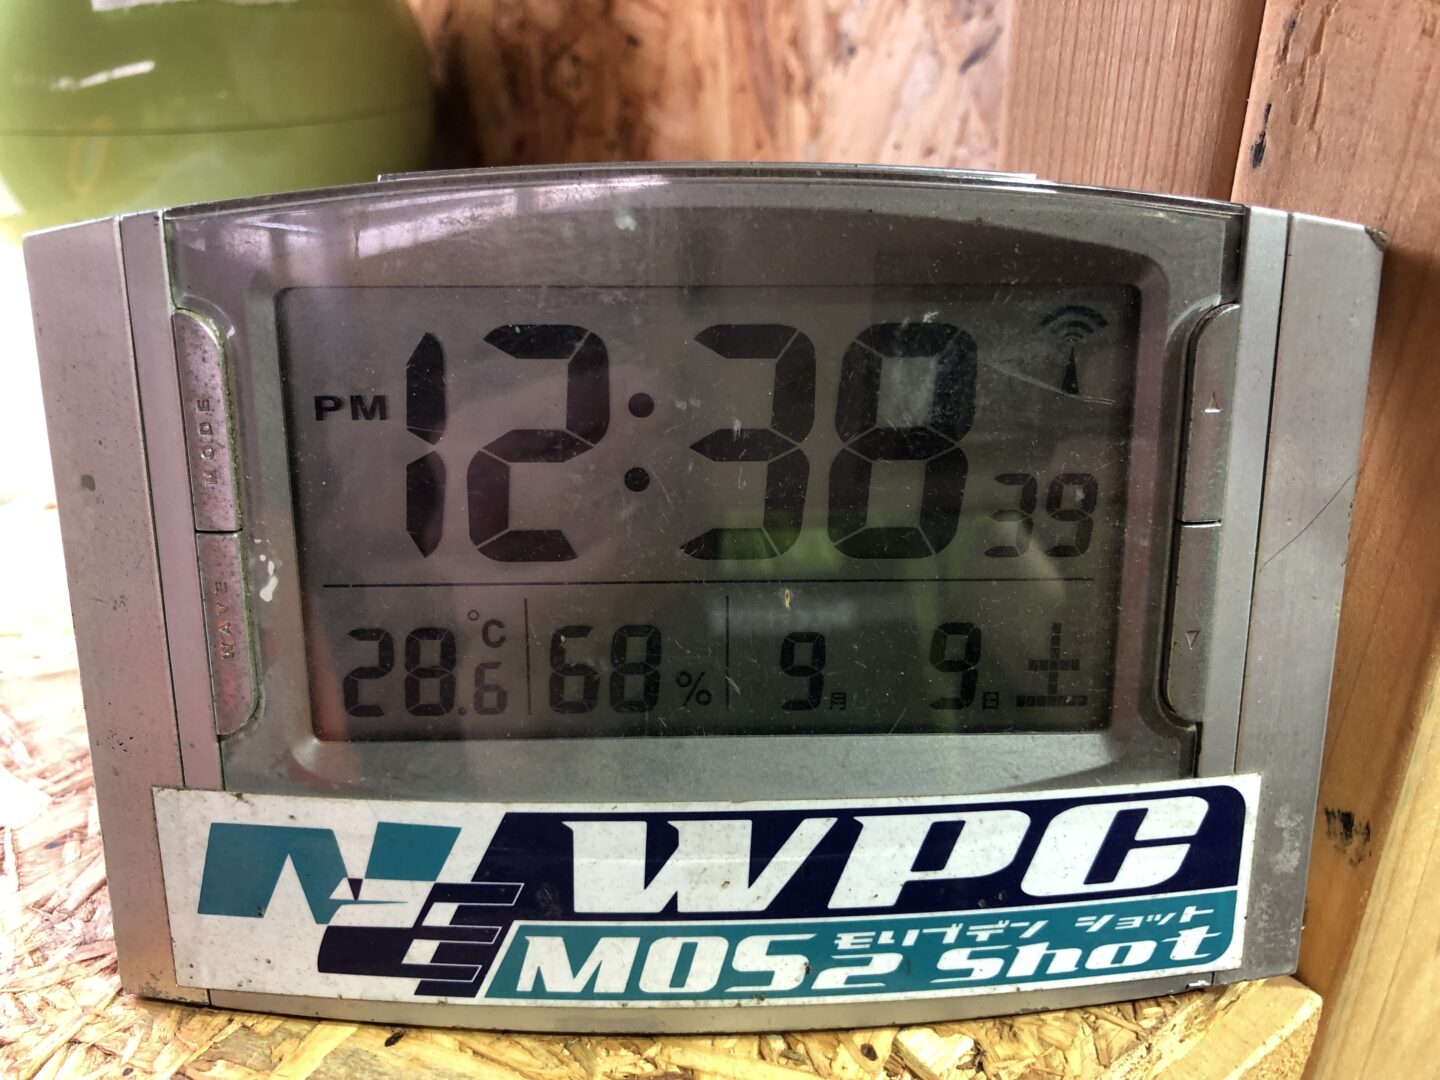 PM 12:38 39
28.6 °C 68 % 9月 9日 土
MODE
WAVE
NE WPC
モリブデン ショット
MOS2 Shot